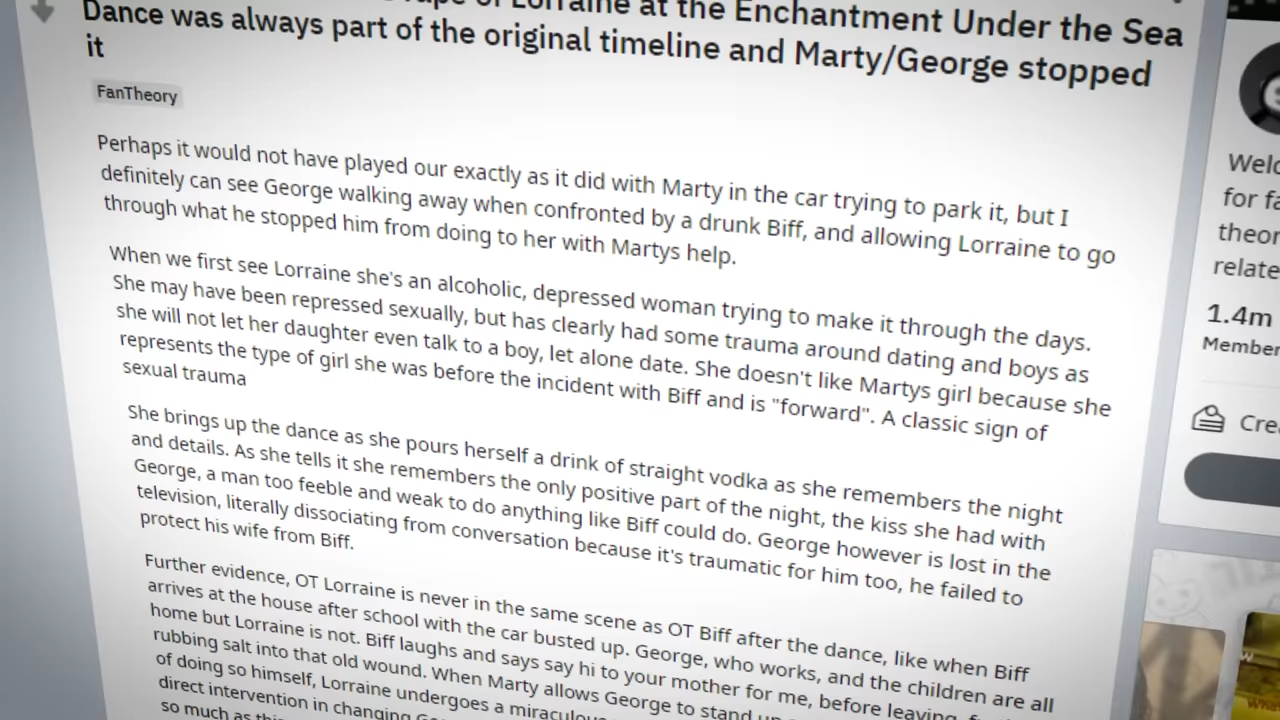 Lorraine at the Enchantment Under the Sea
Dance was always part of the original timeline and Marty/George stopped
it
FanTheory
Perhaps it would not have played our exactly as it did with Marty in the car trying to park it, but I
definitely can see George walking away when confronted by a drunk Biff, and allowing Lorraine to go
through what he stopped him from doing to her with Martys help.
When we first see Lorraine she's an alcoholic, depressed woman trying to make it through the days.
She may have been repressed sexually, but has clearly had some trauma around dating and boys as
she will not let her daughter even talk to a boy, let alone date. She doesn't like Martys girl because she
represents the type of girl she was before the incident with Biff and is "forward". A classic sign of
sexual trauma
She brings up the dance as she pours herself a drink of straight vodka as she remembers the night
and details. As she tells it she remembers the only positive part of the night, the kiss she had with
George, a man too feeble and weak to do anything like Biff could do. George however is lost in the
television, literally dissociating from conversation because it's traumatic for him too, he failed to
protect his wife from Biff.
Further evidence, OT Lorraine is never in the same scene as OT Biff after the dance, like when Biff
arrives at the house after school with the car busted up. George, who works, and the children are all
home but Lorraine is not. Biff laughs and says say hi to your mother for me, before leaving,
rubbing salt into that old wound. When Marty allows George to stand up
of doing so himself, Lorraine undergoes a
direct intervention in changing
so much as
Welc
for fa
theor
relate
1.4m
Member
Crea